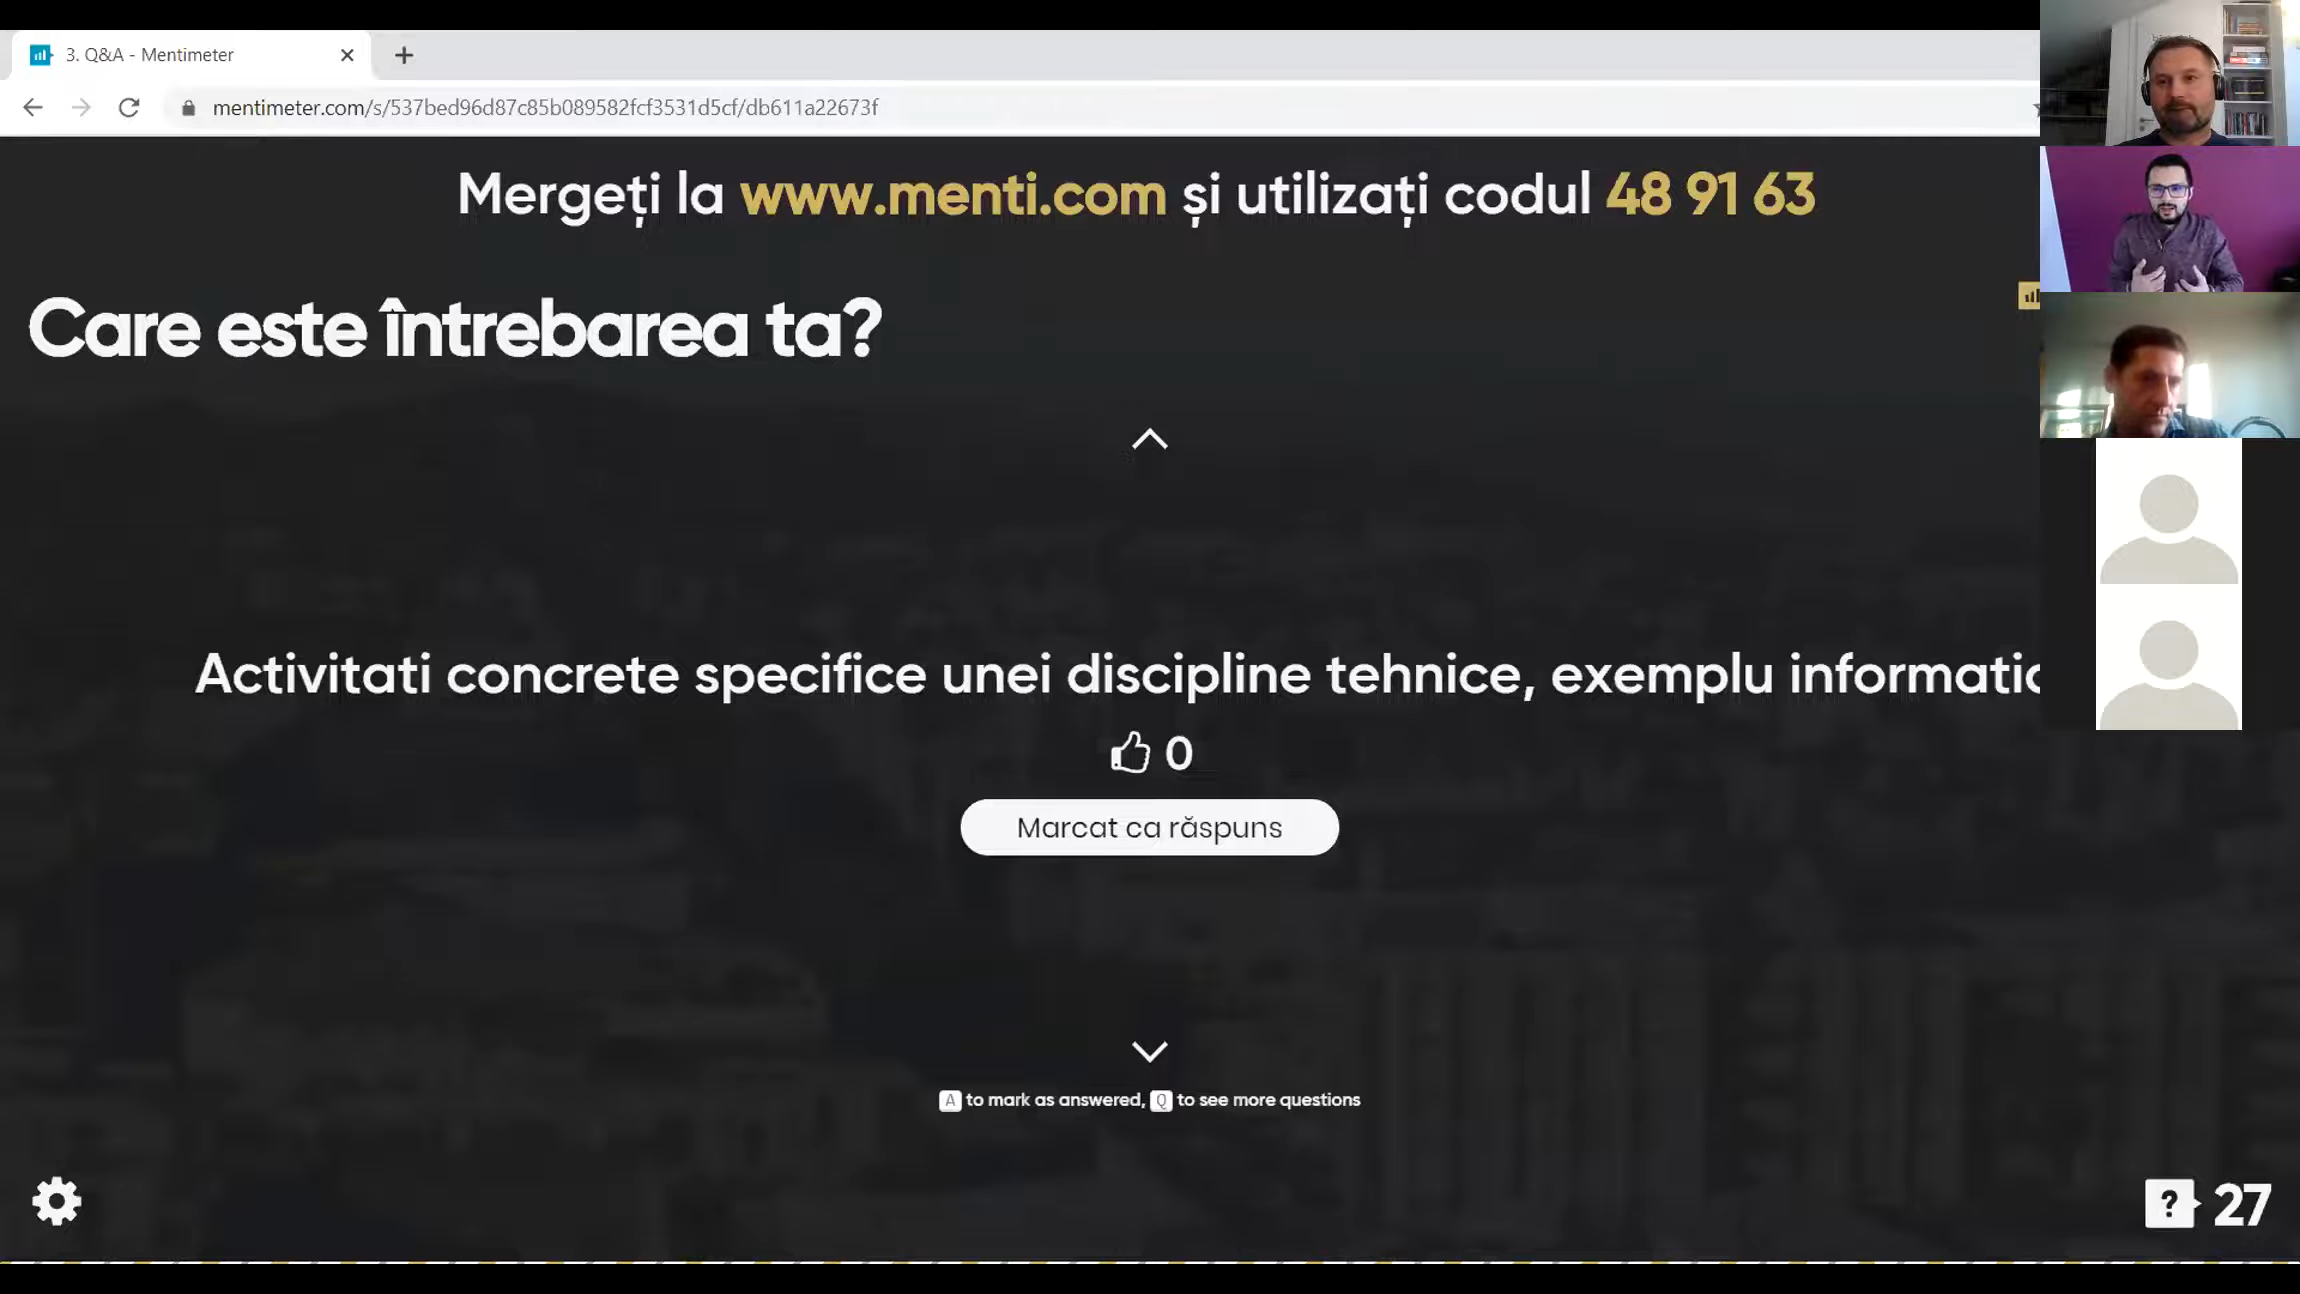 3. Q&A - Mentimeter
mentimeter.com/s/537bed96d87c85b089582fcf3531d5cf/db611a22673f
Mergeți la www.menti.com și utilizați codul 48 91 63
Care este întrebarea ta?
Activitati concrete specifice unei discipline tehnice, exemplu
0
Marcat ca răspuns
A to mark as answered, Q to see more questions
? 27